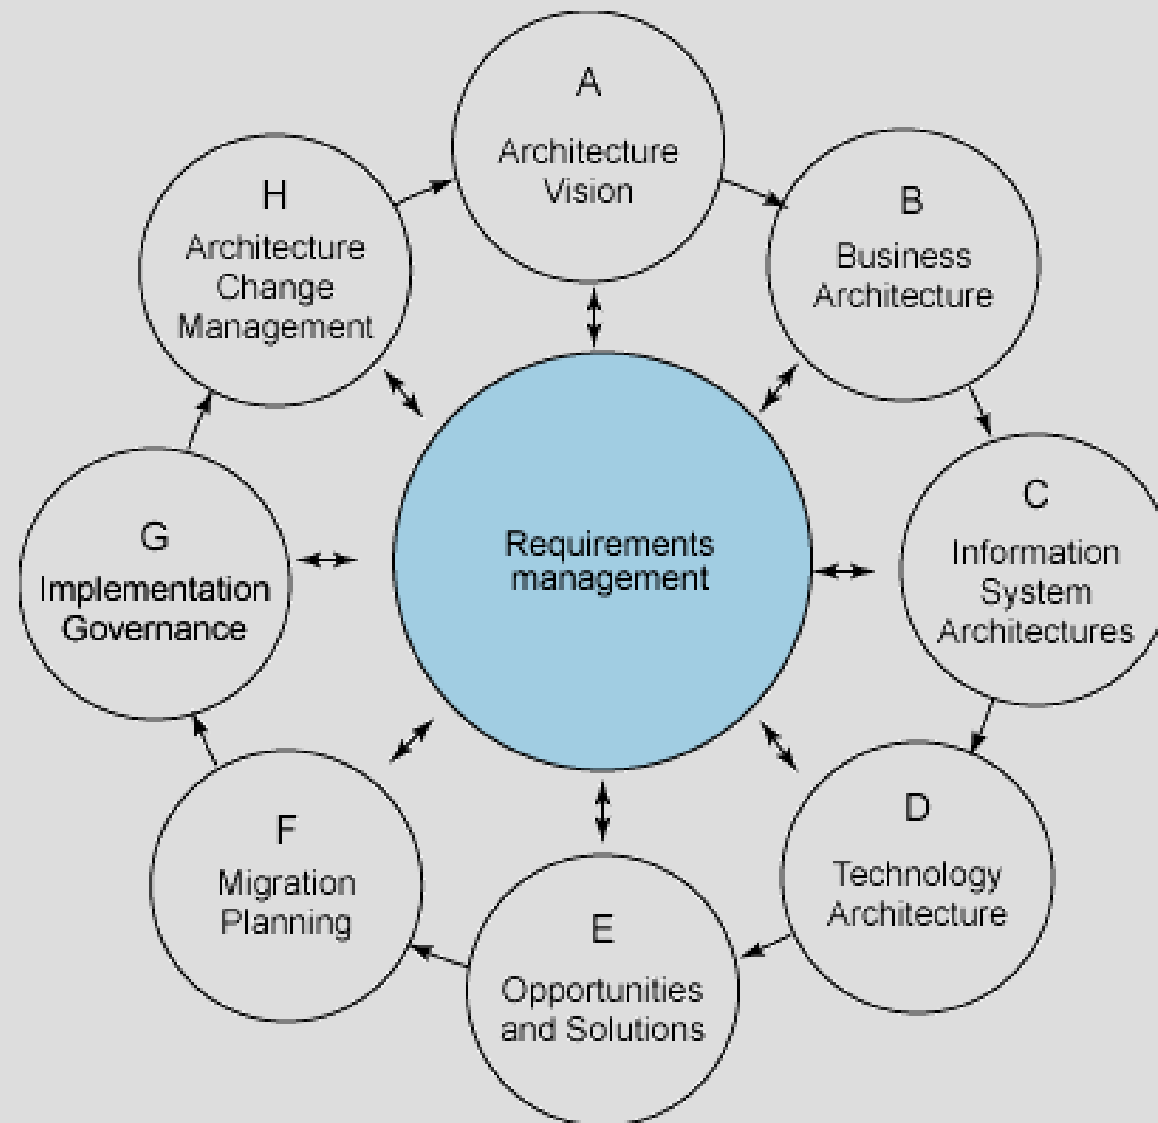 A
Architecture
Vision
B
Business
Architecture
C
Information
System
Architectures
D
Technology
Architecture
E
Opportunities
and Solutions
F
Migration
Planning
G
Implementation
Governance
H
Architecture
Change
Management
Requirements
management